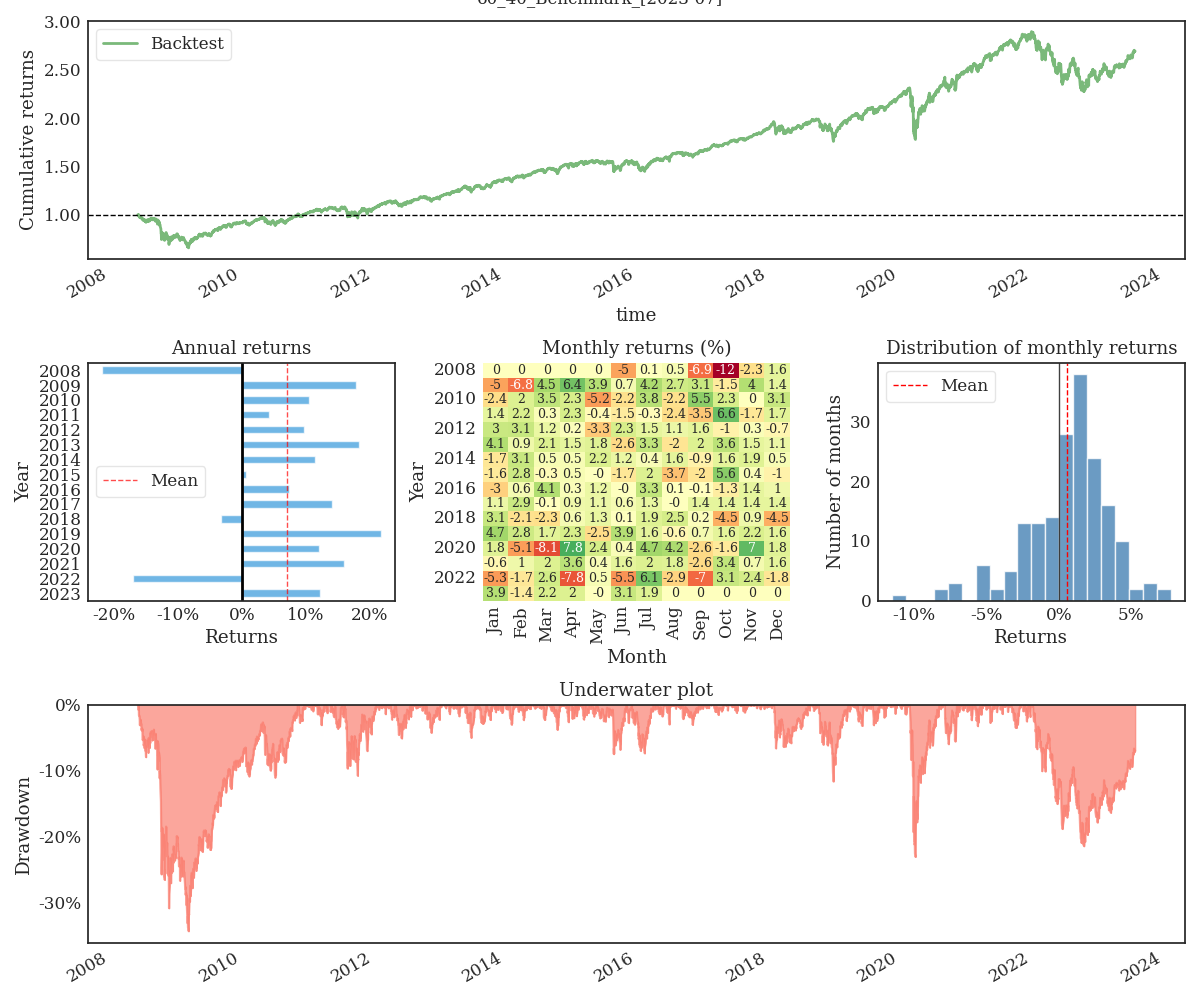 60_40_Benchmark_[2023-07]
3.00
2.50
2.00
1.50
1.00
Cumulative returns
Backtest
2008 2010 2012 2014 2016 2018 2020 2022 2024
time
Annual returns
2008
2009
2010
2011
2012
2013
2014
2015
2016
2017
2018
2019
2020
2021
2022
2023
Year
Mean
-20% -10% 0% 10% 20%
Returns
Monthly returns (%)
2008 0 0 0 0 0 -5 0.1 0.5 -6.9 -12 -2.3 1.6
-5 -6.8 4.5 6.4 3.9 0.7 4.2 2.7 3.1 -1.5 4 1.4
2010 -2.4 2 3.5 2.3 -5.2 -2.2 3.8 -2.2 5.5 2.3 0 3.1
1.4 2.2 0.3 2.3 -0.4 -1.5 -0.3 -2.4 -3.5 6.6 -1.7 1.7
2012 3 3.1 1.2 0.2 -3.3 2.3 1.5 1.1 1.6 -1 0.3 -0.7
4.1 0.9 2.1 1.5 1.8 -2.6 3.3 -2 2 3.6 1.5 1.1
2014 -1.7 3.1 0.5 0.5 2.2 1.2 0.4 1.6 -0.9 1.6 1.9 0.5
-1.6 2.8 -0.3 0.5 -0 -1.7 2 -3.7 -2 5.6 0.4 -1
2016 -3 0.6 4.1 0.3 1.2 -0 3.3 0.1 -0.1 -1.3 1.4 1
1.1 2.9 -0.1 0.9 1.1 0.6 1.3 -0 1.4 1.4 1.4 1.4
2018 3.1 -2.1 -2.3 0.6 1.3 0.1 1.9 2.5 0.2 -4.5 0.9 -4.5
4.7 2.8 1.7 2.3 -2.5 3.9 1.6 -0.6 0.7 1.6 2.2 1.6
2020 1.8 -5.1 -8.1 7.8 2.4 0.4 4.7 4.2 -2.6 -1.6 7 1.8
-0.6 1 2 3.6 0.4 1.6 2 1.8 -2.6 3.4 0.7 1.6
2022 -5.3 -1.7 2.6 -7.8 0.5 -5.5 6.1 -2.9 -7 3.1 2.4 -1.8
3.9 -1.4 2.2 2 -0 3.1 1.9 0 0 0 0 0
Year
Jan Feb Mar Apr May Jun Jul Aug Sep Oct Nov Dec
Month
Distribution of monthly returns
Mean
30
20
10
0
Number of months
-10% -5% 0% 5%
Returns
Underwater plot
0%
-10%
-20%
-30%
Drawdown
2008 2010 2012 2014 2016 2018 2020 2022 2024